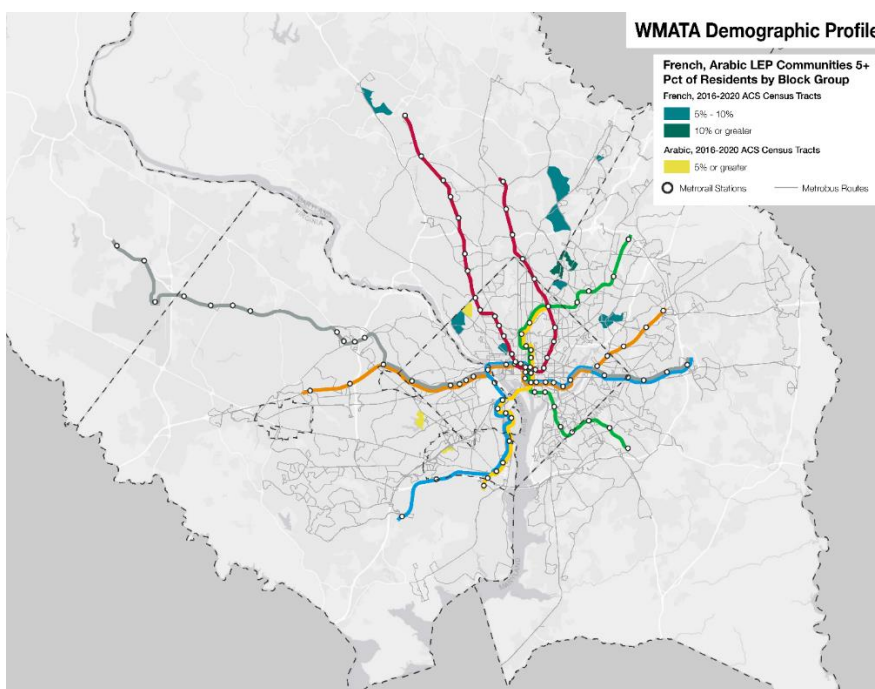 WMATA Demographic Profile
French, Arabic LEP Communities 5+
Pct of Residents by Block Group
French, 2016-2020 ACS Census Tracts
5% - 10%
10% or greater
Arabic, 2016-2020 ACS Census Tracts
5% or greater
Metrorail Stations
Metrobus Routes